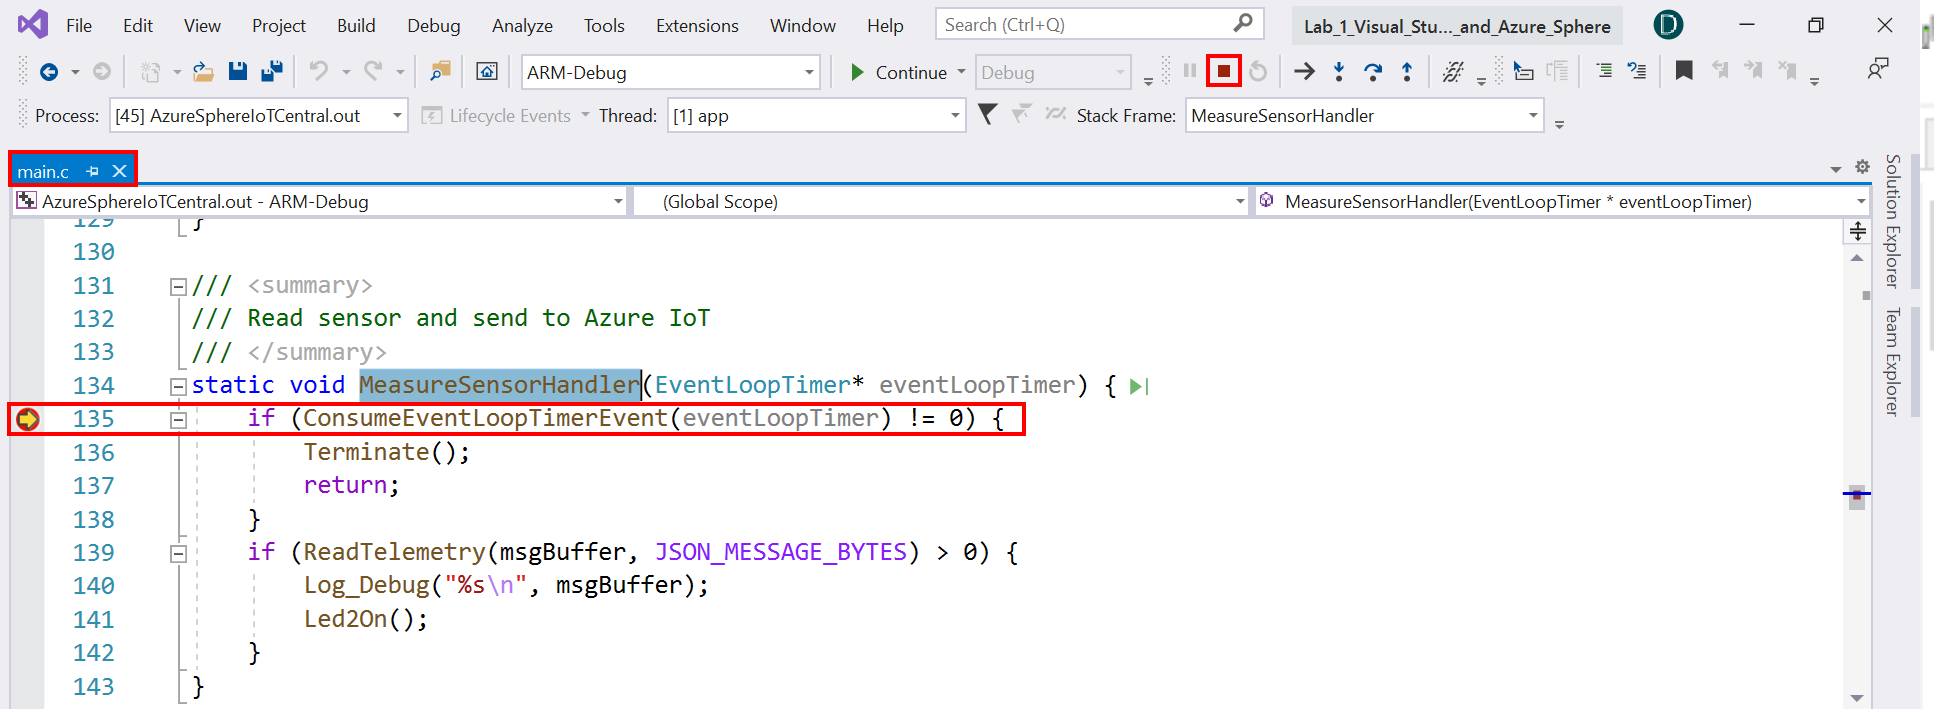 File Edit View Project Build Debug Test Analyze Tools Extensions Window Help Search (Ctrl+Q) Lab_1_Visual_Stu..._and_Azure_Sphere D
ARM-Debug Continue Debug
Process: [45] AzureSphereIoTCentral.out Lifecycle Events Thread: [1] app Stack Frame: MeasureSensorHandler
main.c
AzureSphereIoTCentral.out - ARM-Debug (Global Scope) MeasureSensorHandler(EventLoopTimer * eventLoopTimer)
129 }
130
131 /// <summary>
132 /// Read sensor and send to Azure IoT
133 /// </summary>
134 static void MeasureSensorHandler(EventLoopTimer* eventLoopTimer) {
135 if (ConsumeEventLoopTimerEvent(eventLoopTimer) != 0) {
136 Terminate();
137 return;
138 }
139 if (ReadTelemetry(msgBuffer, JSON_MESSAGE_BYTES) > 0) {
140 Log_Debug("%s\n", msgBuffer);
141 Led2On();
142 }
143 }
Solution Explorer
Team Explorer